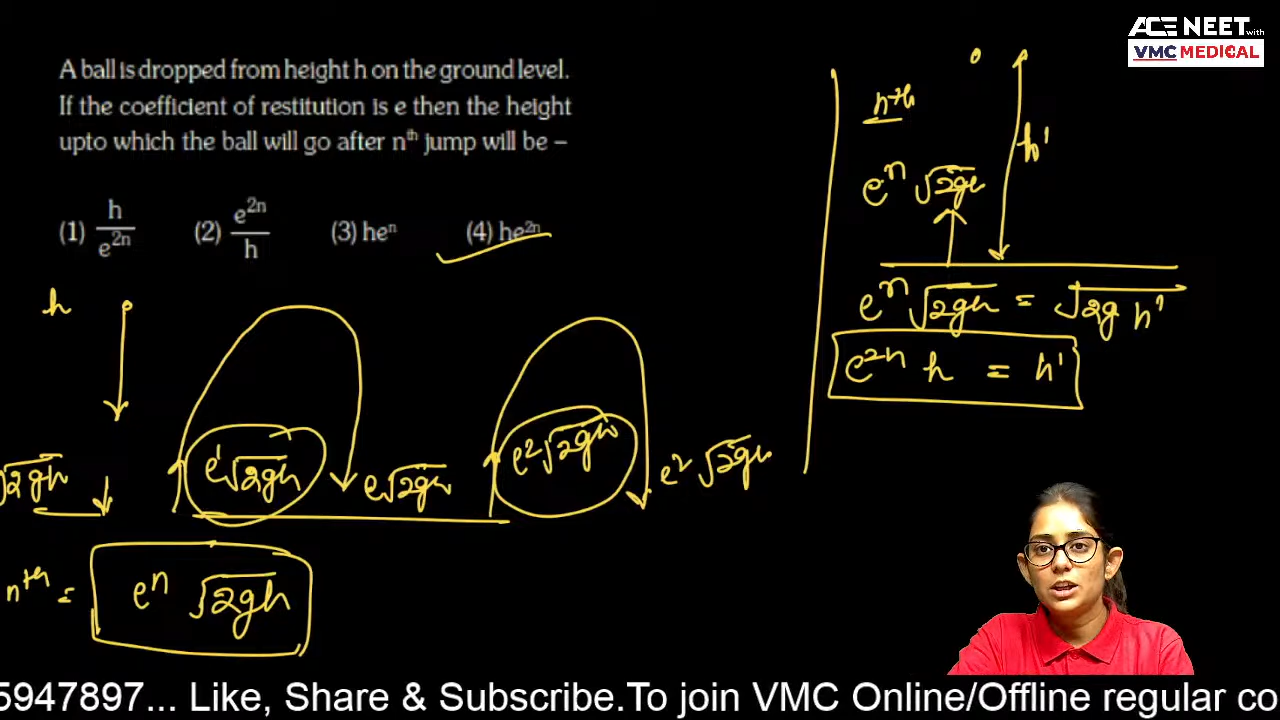 ACE NEET with
VMC MEDICAL
A ball is dropped from height h on the ground level.
If the coefficient of restitution is e then the height
upto which the ball will go after nth jump will be –
(1) h/e^2n (2) e^2n/h (3) he^n (4) he^2n
h
√2gh
e¹√2gh
e√2gh
e²√2gh
e²√2gh
nth = e^n √2gh
nth
h'
e^n √2gh
e^n √2gh = √2g h'
e^2n h = h'
5947897... Like, Share & Subscribe.To join VMC Online/Offline regular co